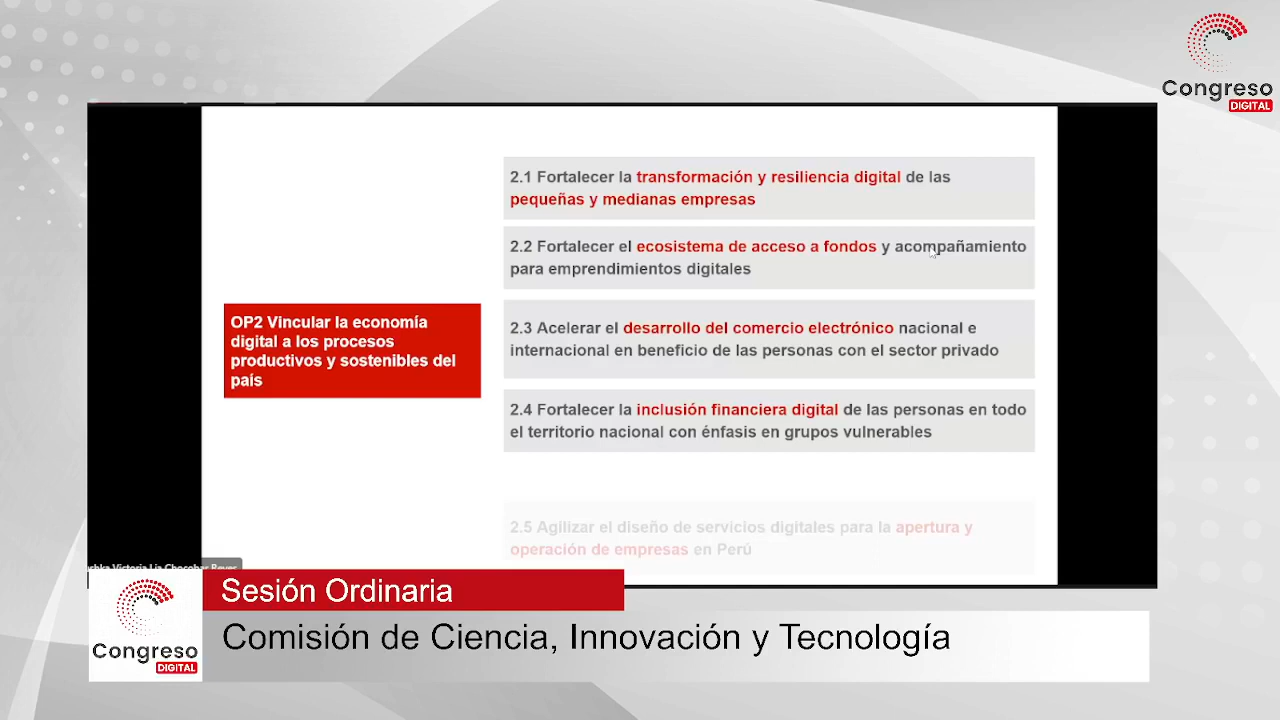 Congreso
DIGITAL
2.1 Fortalecer la transformación y resiliencia digital de las
pequeñas y medianas empresas
2.2 Fortalecer el ecosistema de acceso a fondos y acompañamiento
para emprendimientos digitales
OP2 Vincular la economía
digital a los procesos
productivos y sostenibles del
país
2.3 Acelerar el desarrollo del comercio electrónico nacional e
internacional en beneficio de las personas con el sector privado
2.4 Fortalecer la inclusión financiera digital de las personas en todo
el territorio nacional con énfasis en grupos vulnerables
2.5 Agilizar el diseño de servicios digitales para la apertura y
operación de empresas en Perú
Victoria Lia Chocobar Reyes
Sesión Ordinaria
Comisión de Ciencia, Innovación y Tecnología
Congreso
DIGITAL